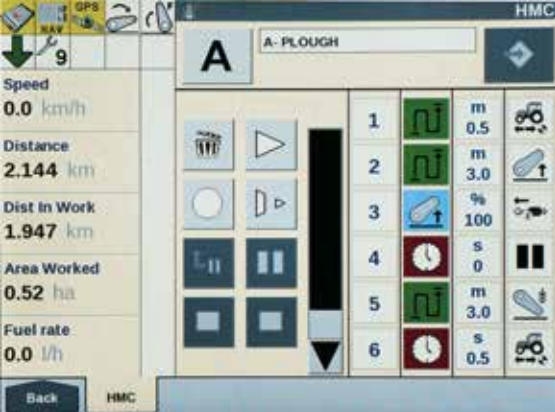 GPS
NAV
HMC
9
A
A- PLOUGH
Speed
0.0 km/h
Distance
2.144 km
Dist In Work
1.947 km
Area Worked
0.52 ha
Fuel rate
0.0 l/h
1
m
0.5
2
m
3.0
3
%
100
4
s
0
5
m
3.0
6
s
0.5
Back
HMC